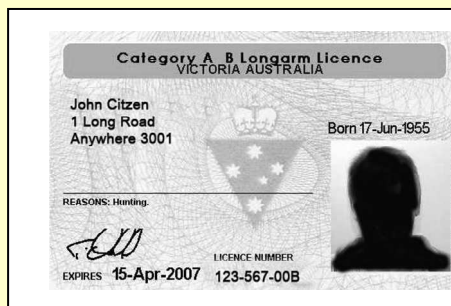 Category A B Longarm Licence
VICTORIA AUSTRALIA
John Citzen
1 Long Road
Anywhere 3001
Born 17-Jun-1955
REASONS: Hunting.
LICENCE NUMBER
EXPIRES 15-Apr-2007 123-567-00B